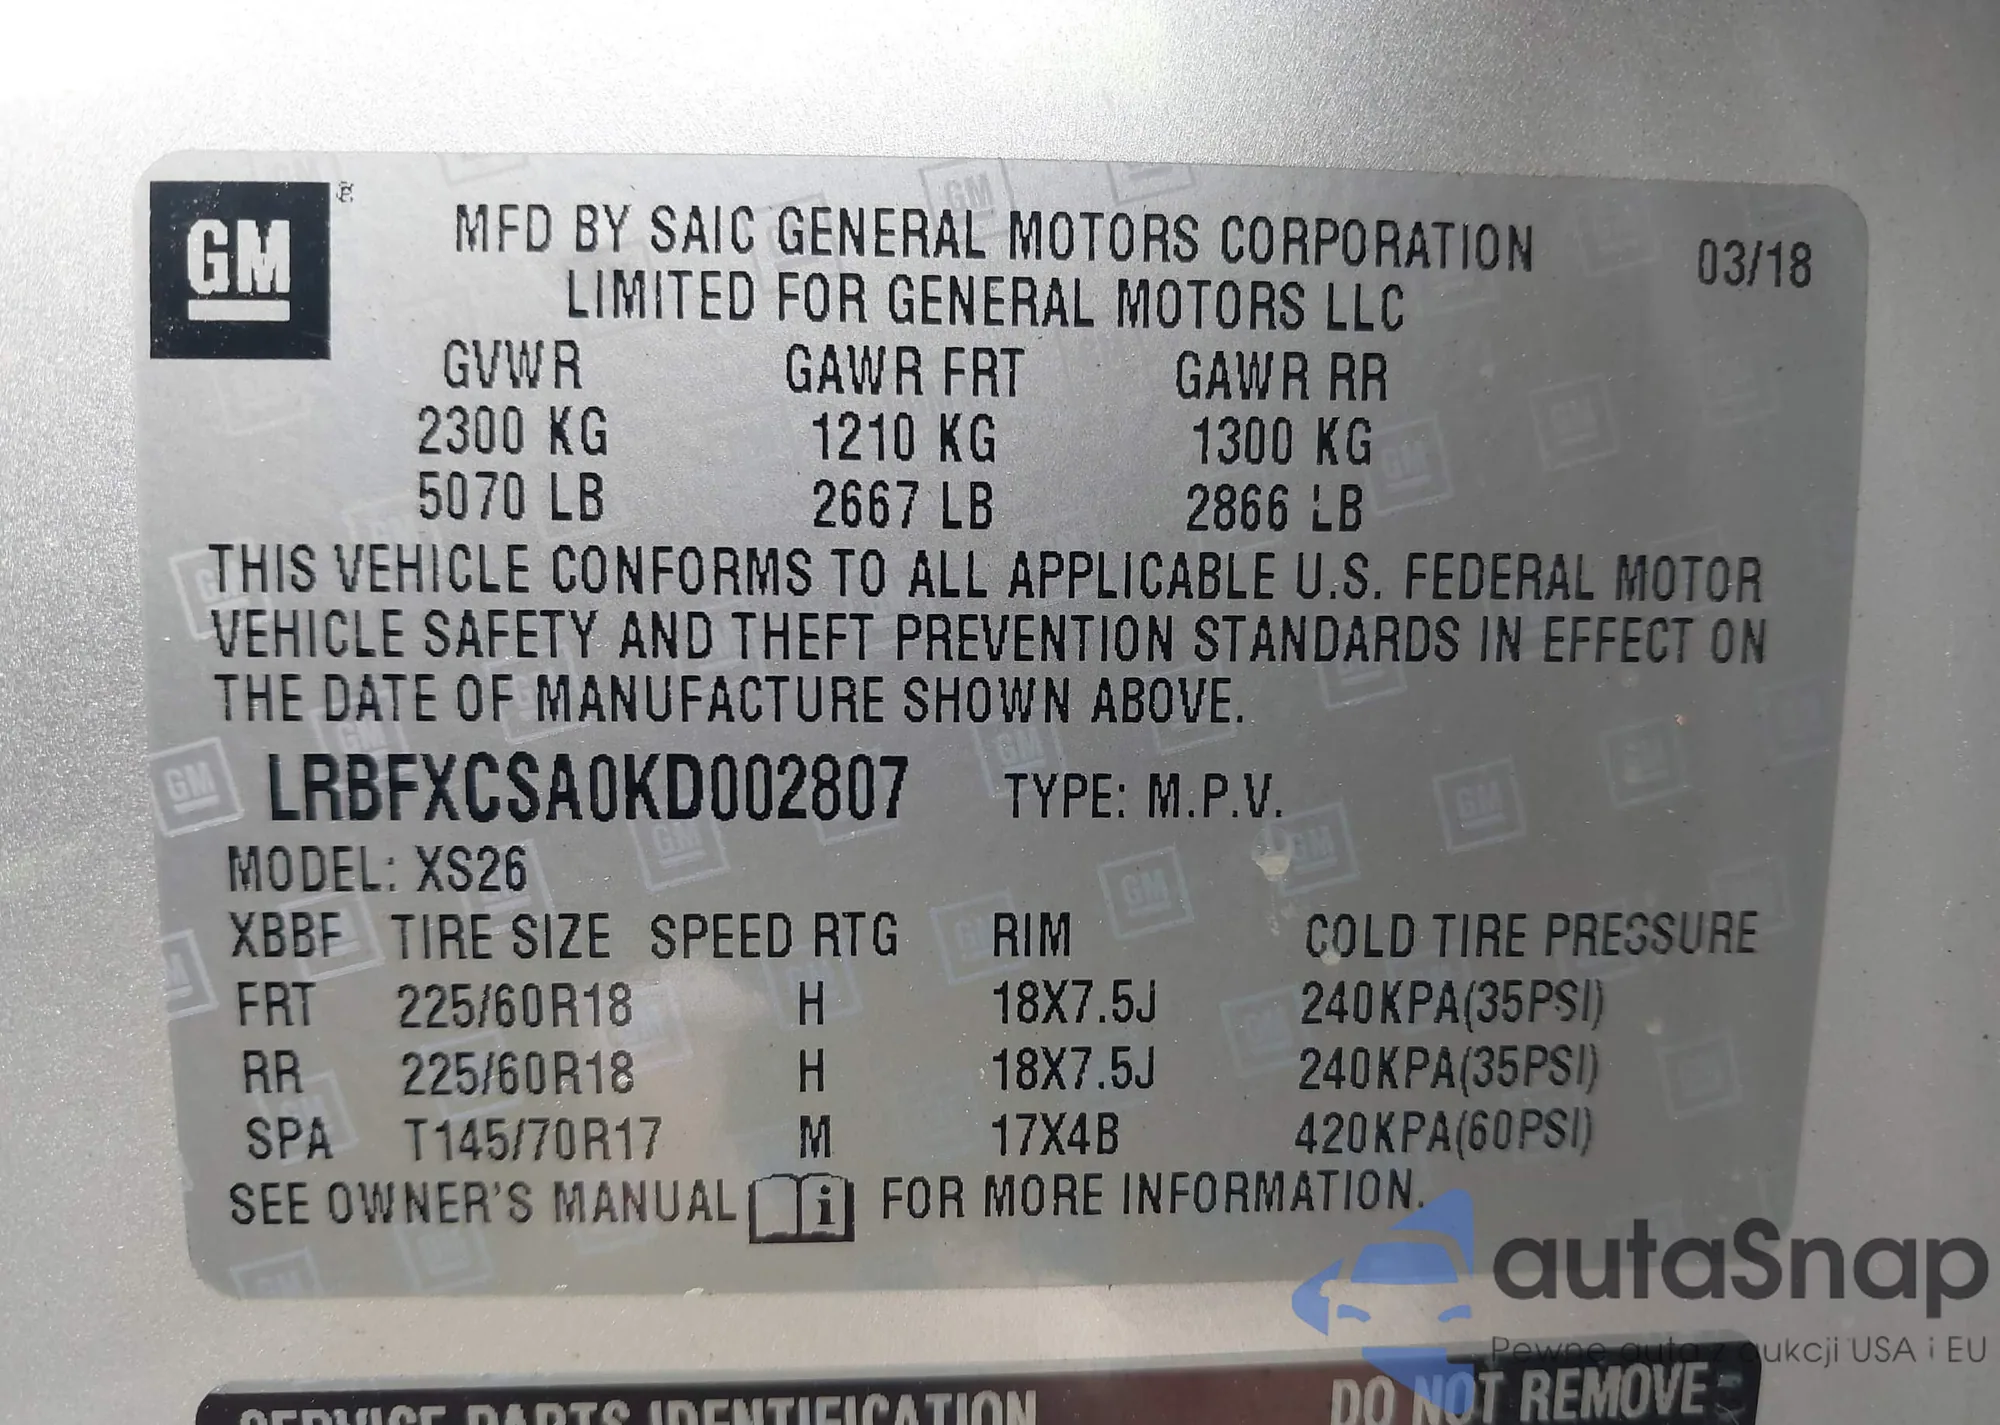 GM ®
MFD BY SAIC GENERAL MOTORS CORPORATION 03/18
LIMITED FOR GENERAL MOTORS LLC
GVWR GAWR FRT GAWR RR
2300 KG 1210 KG 1300 KG
5070 LB 2667 LB 2866 LB
THIS VEHICLE CONFORMS TO ALL APPLICABLE U.S. FEDERAL MOTOR
VEHICLE SAFETY AND THEFT PREVENTION STANDARDS IN EFFECT ON
THE DATE OF MANUFACTURE SHOWN ABOVE.
LRBFXCSA0KD002807 TYPE: M.P.V.
MODEL: XS26
XBBF TIRE SIZE SPEED RTG RIM COLD TIRE PRESSURE
FRT 225/60R18 H 18X7.5J 240KPA(35PSI)
RR 225/60R18 H 18X7.5J 240KPA(35PSI)
SPA T145/70R17 M 17X4B 420KPA(60PSI)
SEE OWNER'S MANUAL i FOR MORE INFORMATION.
autaSnap
Pewne auta z aukcji USA i EU
SERVICE PARTS IDENTIFICATION DO NOT REMOVE